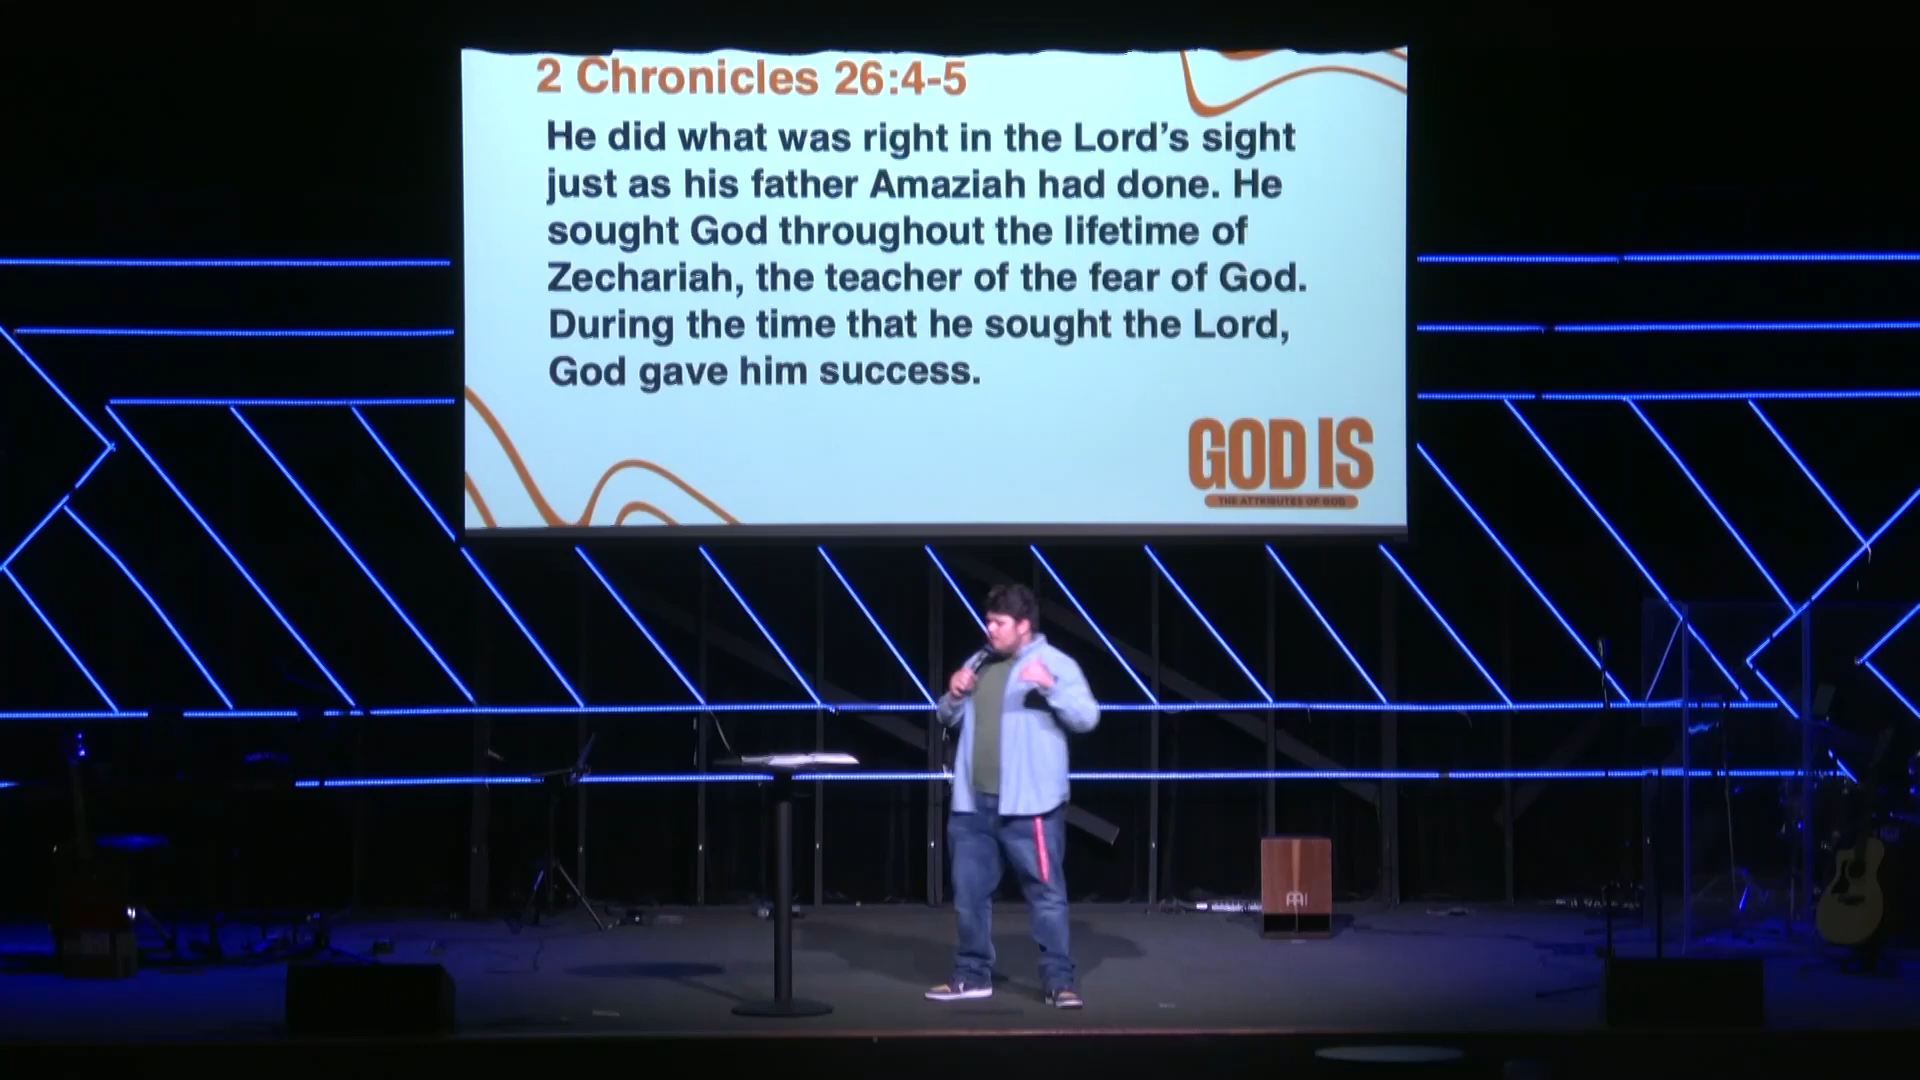 2 Chronicles 26:4-5
He did what was right in the Lord’s sight
just as his father Amaziah had done. He
sought God throughout the lifetime of
Zechariah, the teacher of the fear of God.
During the time that he sought the Lord,
God gave him success.
GOD IS
THE ATTRIBUTES OF GOD